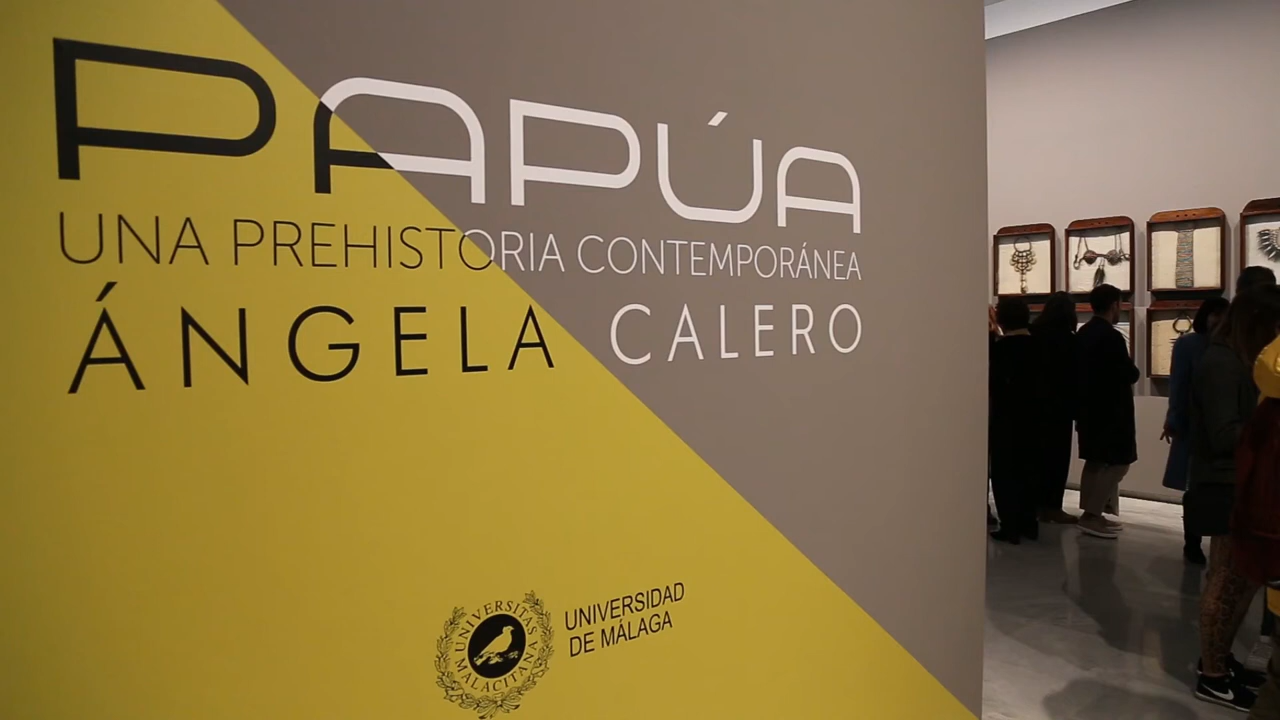 PAPÚA
UNA PREHISTORIA CONTEMPORÁNEA
ÁNGELA CALERO
UNIVERSITAS
MALACITANA
UNIVERSIDAD
DE MÁLAGA